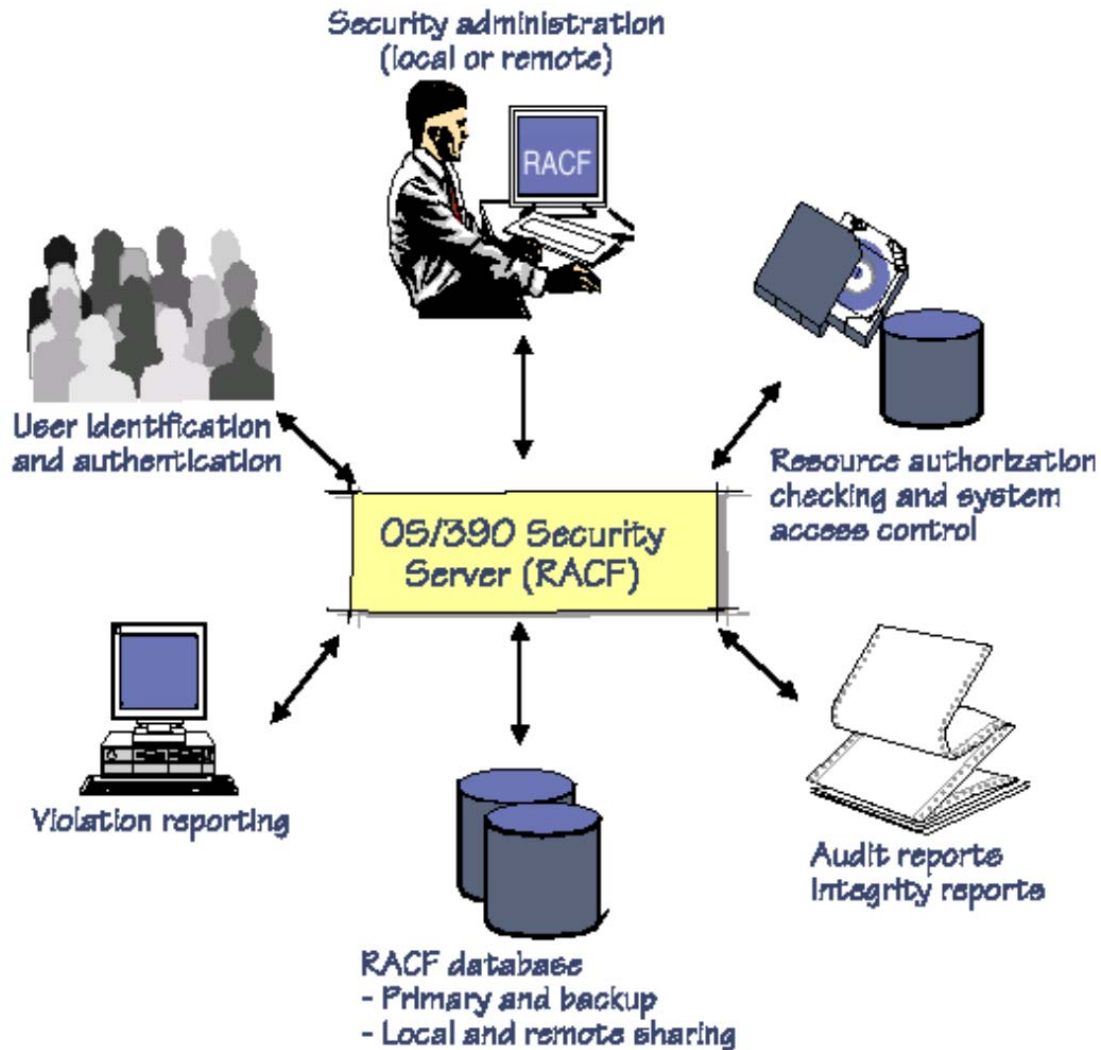 Security administration
(local or remote)
RACF
User identification
and authentication
Resource authorization
checking and system
access control
OS/390 Security
Server (RACF)
Violation reporting
Audit reports
Integrity reports
RACF database
- Primary and backup
- Local and remote sharing